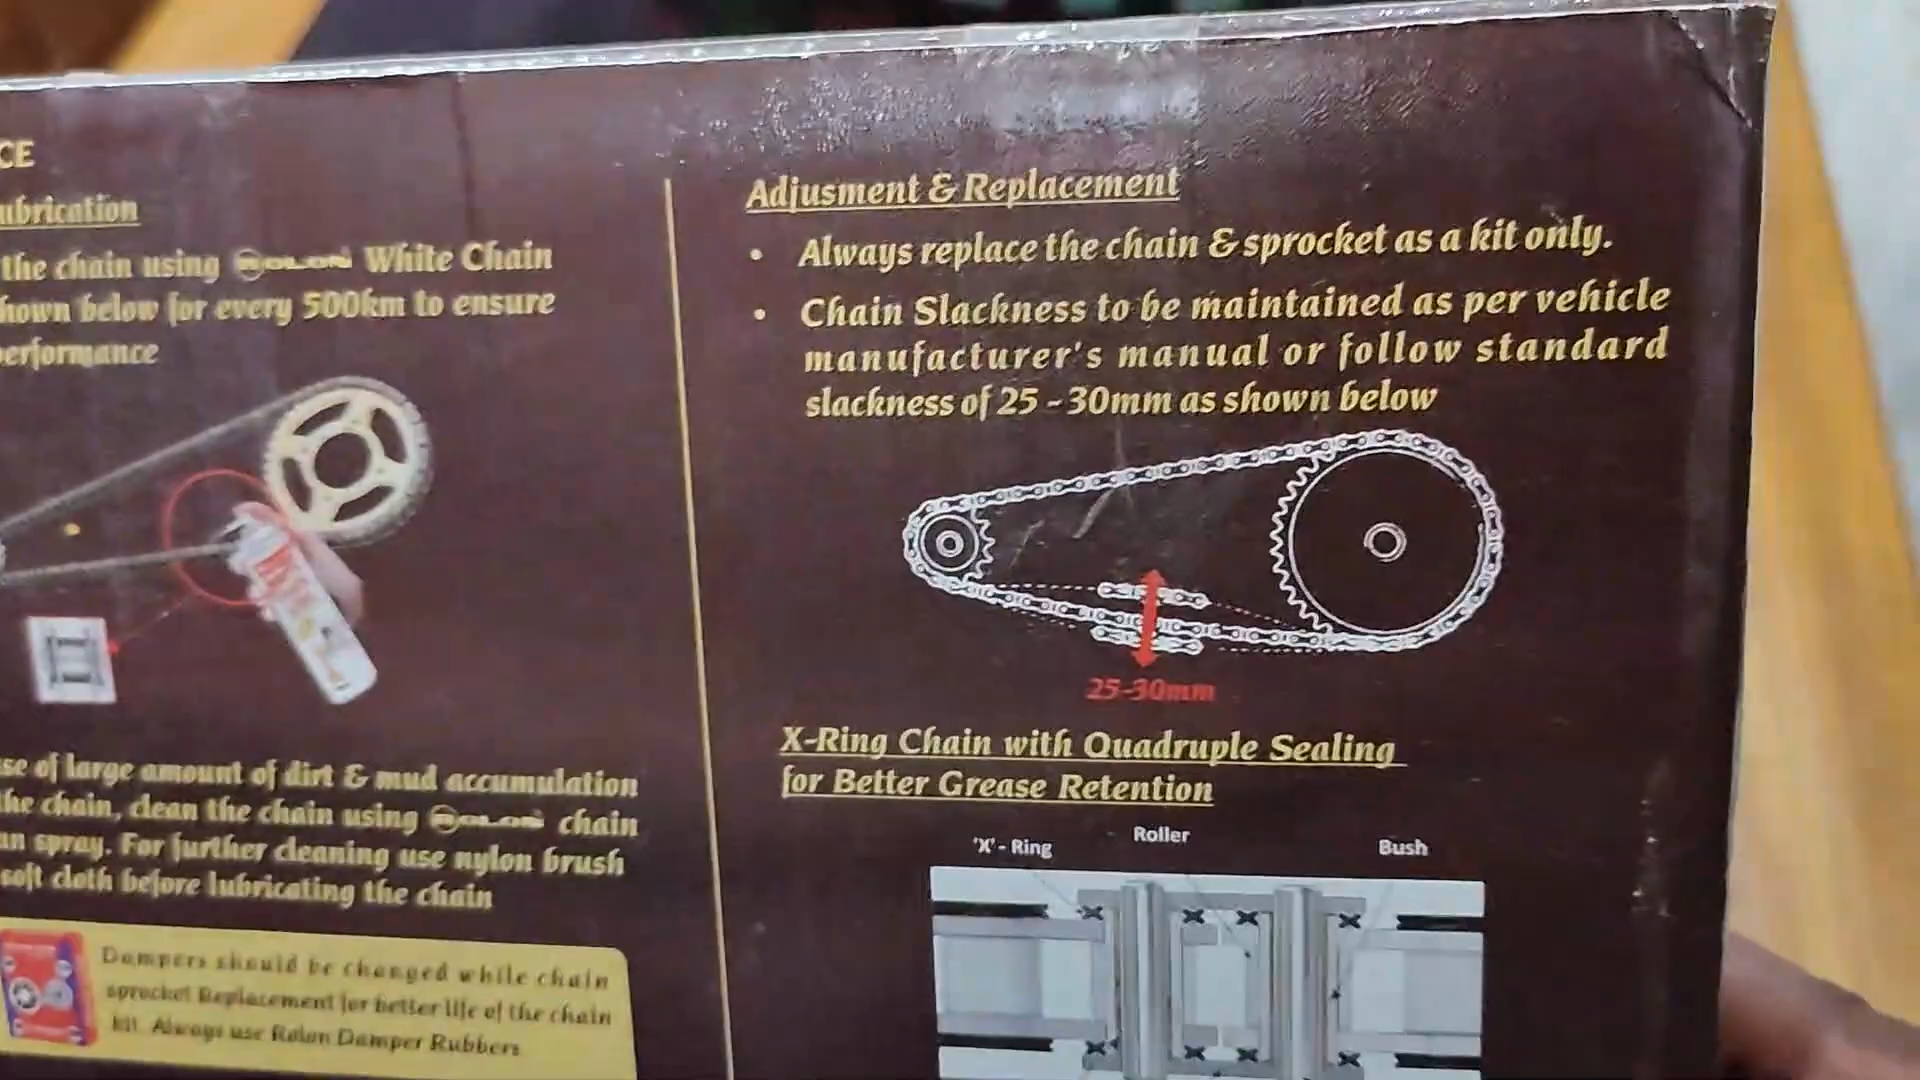 CE
ubrication
the chain using ROLON White Chain
hown below for every 500km to ensure
performance
se of large amount of dirt & mud accumulation
the chain, clean the chain using ROLON chain
an spray. For further cleaning use nylon brush
soft cloth before lubricating the chain
Dampers should be changed while chain
sprocket Replacement for better life of the chain
kit. Always use Rolon Damper Rubbers
Adjusment & Replacement
• Always replace the chain & sprocket as a kit only.
• Chain Slackness to be maintained as per vehicle
manufacturer's manual or follow standard
slackness of 25 - 30mm as shown below
25-30mm
X-Ring Chain with Quadruple Sealing
for Better Grease Retention
'X' - Ring
Roller
Bush